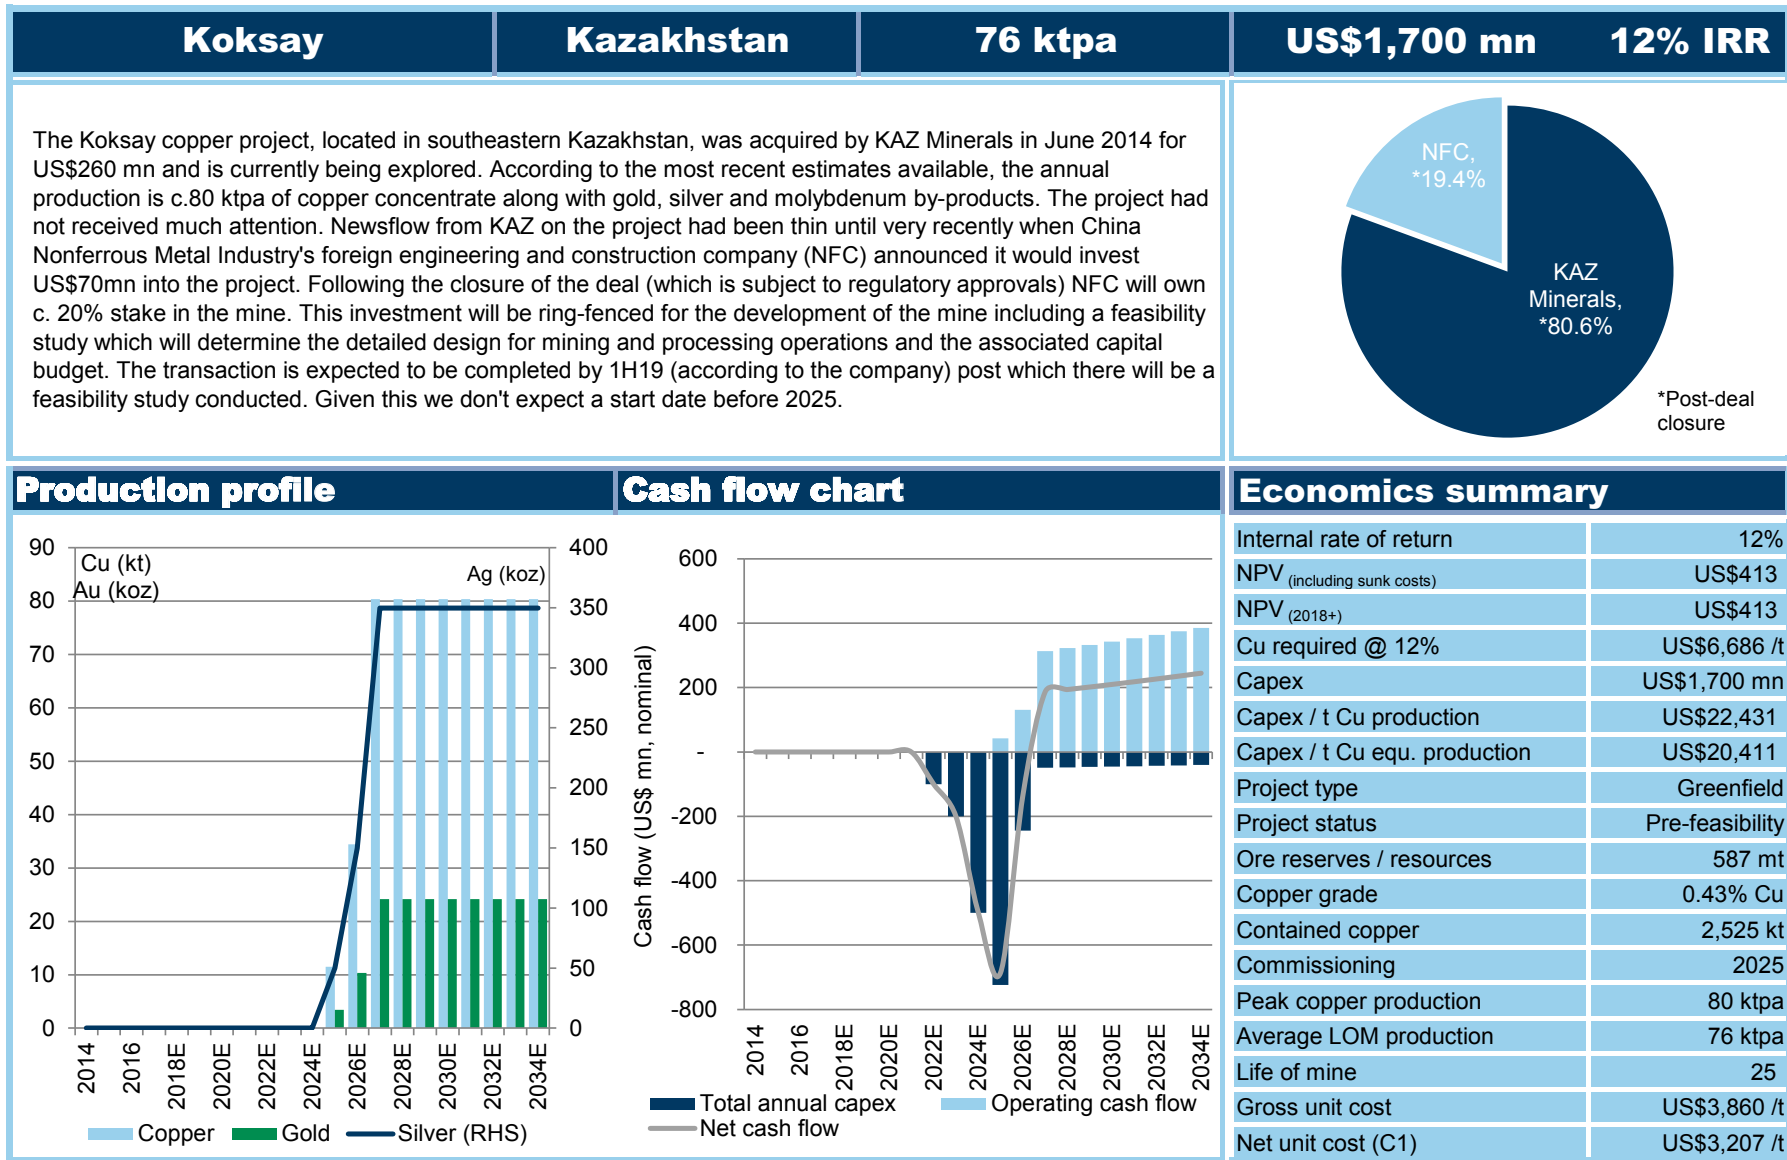 Koksay
Kazakhstan
76 ktpa
US$1,700 mn
12% IRR
The Koksay copper project, located in southeastern Kazakhstan, was acquired by KAZ Minerals in June 2014 for
US$260 mn and is currently being explored. According to the most recent estimates available, the annual
production is c.80 ktpa of copper concentrate along with gold, silver and molybdenum by-products. The project had
not received much attention. Newsflow from KAZ on the project had been thin until very recently when China
Nonferrous Metal Industry's foreign engineering and construction company (NFC) announced it would invest
US$70mn into the project. Following the closure of the deal (which is subject to regulatory approvals) NFC will own
c. 20% stake in the mine. This investment will be ring-fenced for the development of the mine including a feasibility
study which will determine the detailed design for mining and processing operations and the associated capital
budget. The transaction is expected to be completed by 1H19 (according to the company) post which there will be a
feasibility study conducted. Given this we don't expect a start date before 2025.
NFC,
*19.4%
KAZ
Minerals,
*80.6%
*Post-deal
closure
Production profile
90
80
70
60
50
40
30
20
10
0
Cu (kt)
Au (koz)
Ag (koz)
400
350
300
250
200
150
100
50
0
2014
2016
2018E
2020E
2022E
2024E
2026E
2028E
2030E
2032E
2034E
Copper
Gold
Silver (RHS)
Cash flow chart
Cash flow (US$ mn, nominal)
600
400
200
-
-200
-400
-600
-800
2014
2016
2018E
2020E
2022E
2024E
2026E
2028E
2030E
2032E
2034E
Total annual capex
Operating cash flow
Net cash flow
Economics summary
Internal rate of return 12%
NPV (including sunk costs) US$413
NPV (2018+) US$413
Cu required @ 12% US$6,686 /t
Capex US$1,700 mn
Capex / t Cu production US$22,431
Capex / t Cu equ. production US$20,411
Project type Greenfield
Project status Pre-feasibility
Ore reserves / resources 587 mt
Copper grade 0.43% Cu
Contained copper 2,525 kt
Commissioning 2025
Peak copper production 80 ktpa
Average LOM production 76 ktpa
Life of mine 25
Gross unit cost US$3,860 /t
Net unit cost (C1) US$3,207 /t